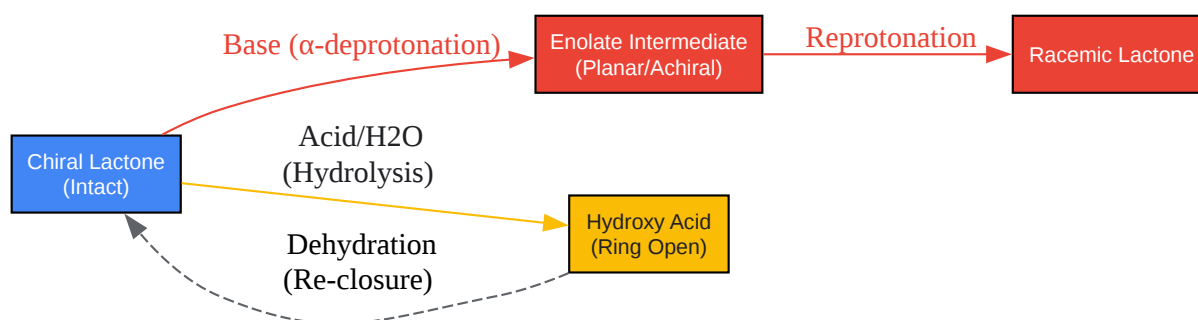 Base (α-deprotonation)
Enolate Intermediate
(Planar/Achiral)
Reprotonation
Racemic Lactone
Chiral Lactone
(Intact)
Acid/H2O
(Hydrolysis)
Hydroxy Acid
(Ring Open)
Dehydration
(Re-closure)